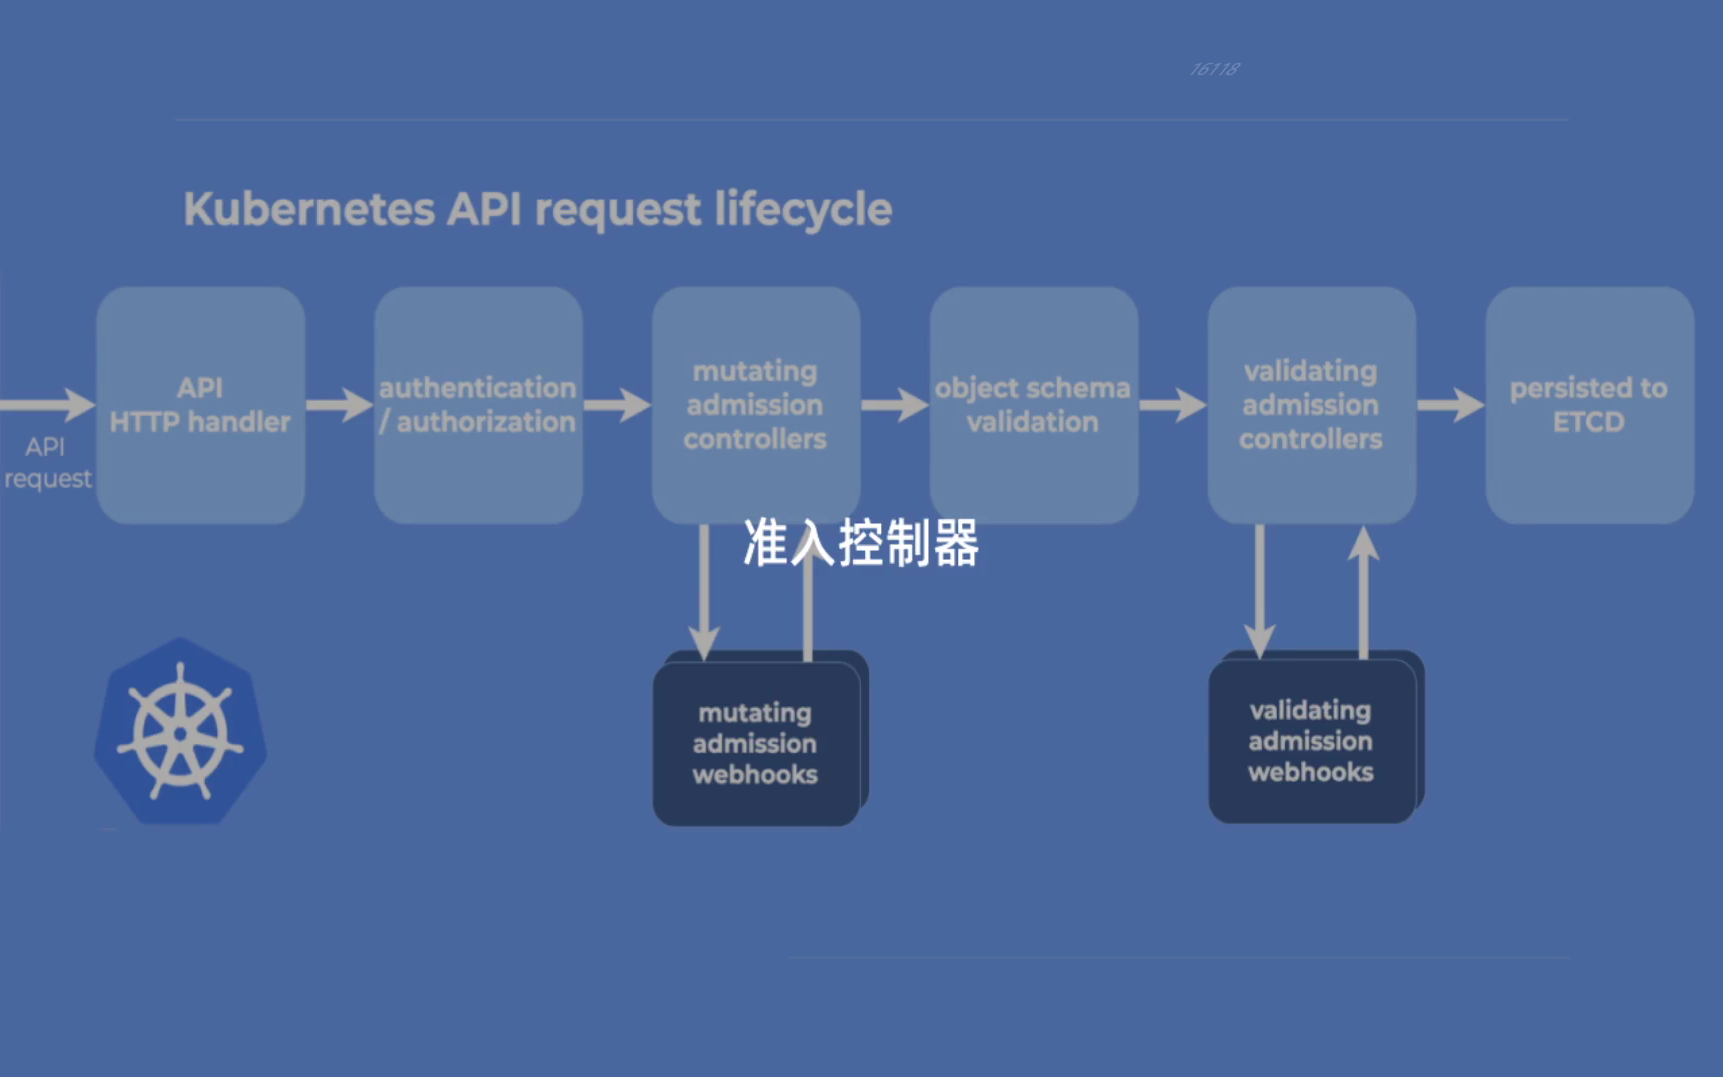 16118
Kubernetes API request lifecycle
API
request
API
HTTP handler
authentication
/ authorization
mutating
admission
controllers
object schema
validation
validating
admission
controllers
persisted to
ETCD
准入控制器
mutating
admission
webhooks
validating
admission
webhooks